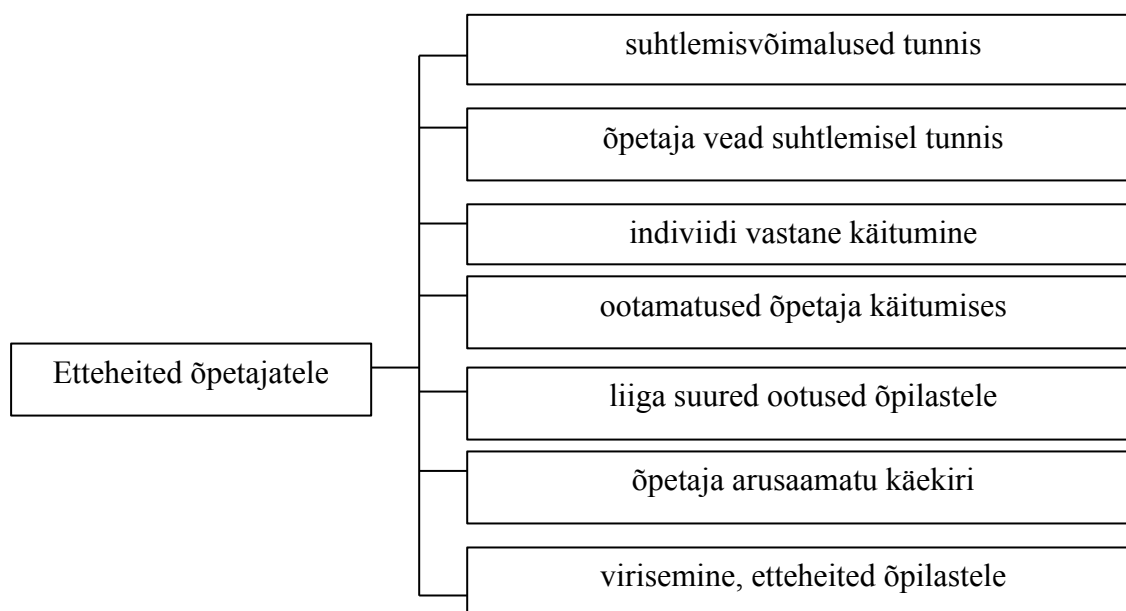 suhtlemisvõimalused tunnis
õpetaja vead suhtlemisel tunnis
indiviidi vastane käitumine
ootamatused õpetaja käitumises
Etteheited õpetajatele
liiga suured ootused õpilastele
õpetaja arusaamatu käekiri
virisemine, etteheited õpilastele